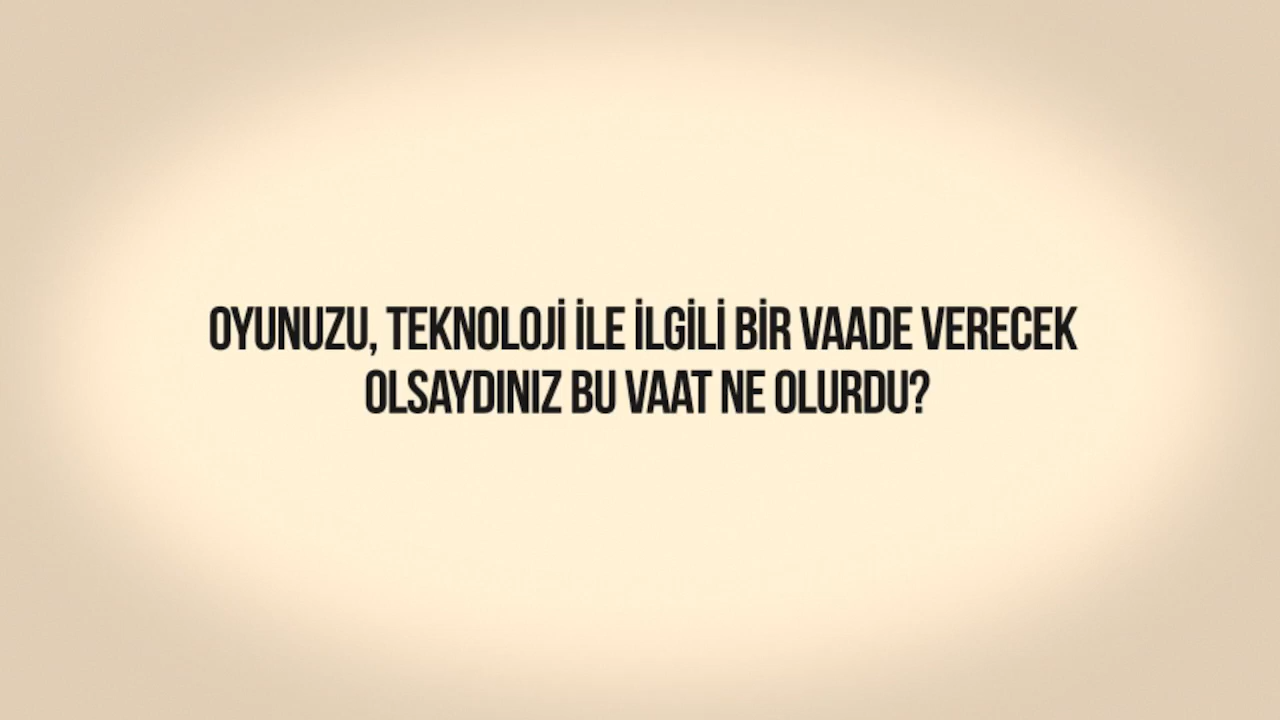 OYUNUZU, TEKNOLOJİ İLE İLGİLİ BİR VAADE VERECEK
OLSAYDINIZ BU VAAT NE OLURDU?